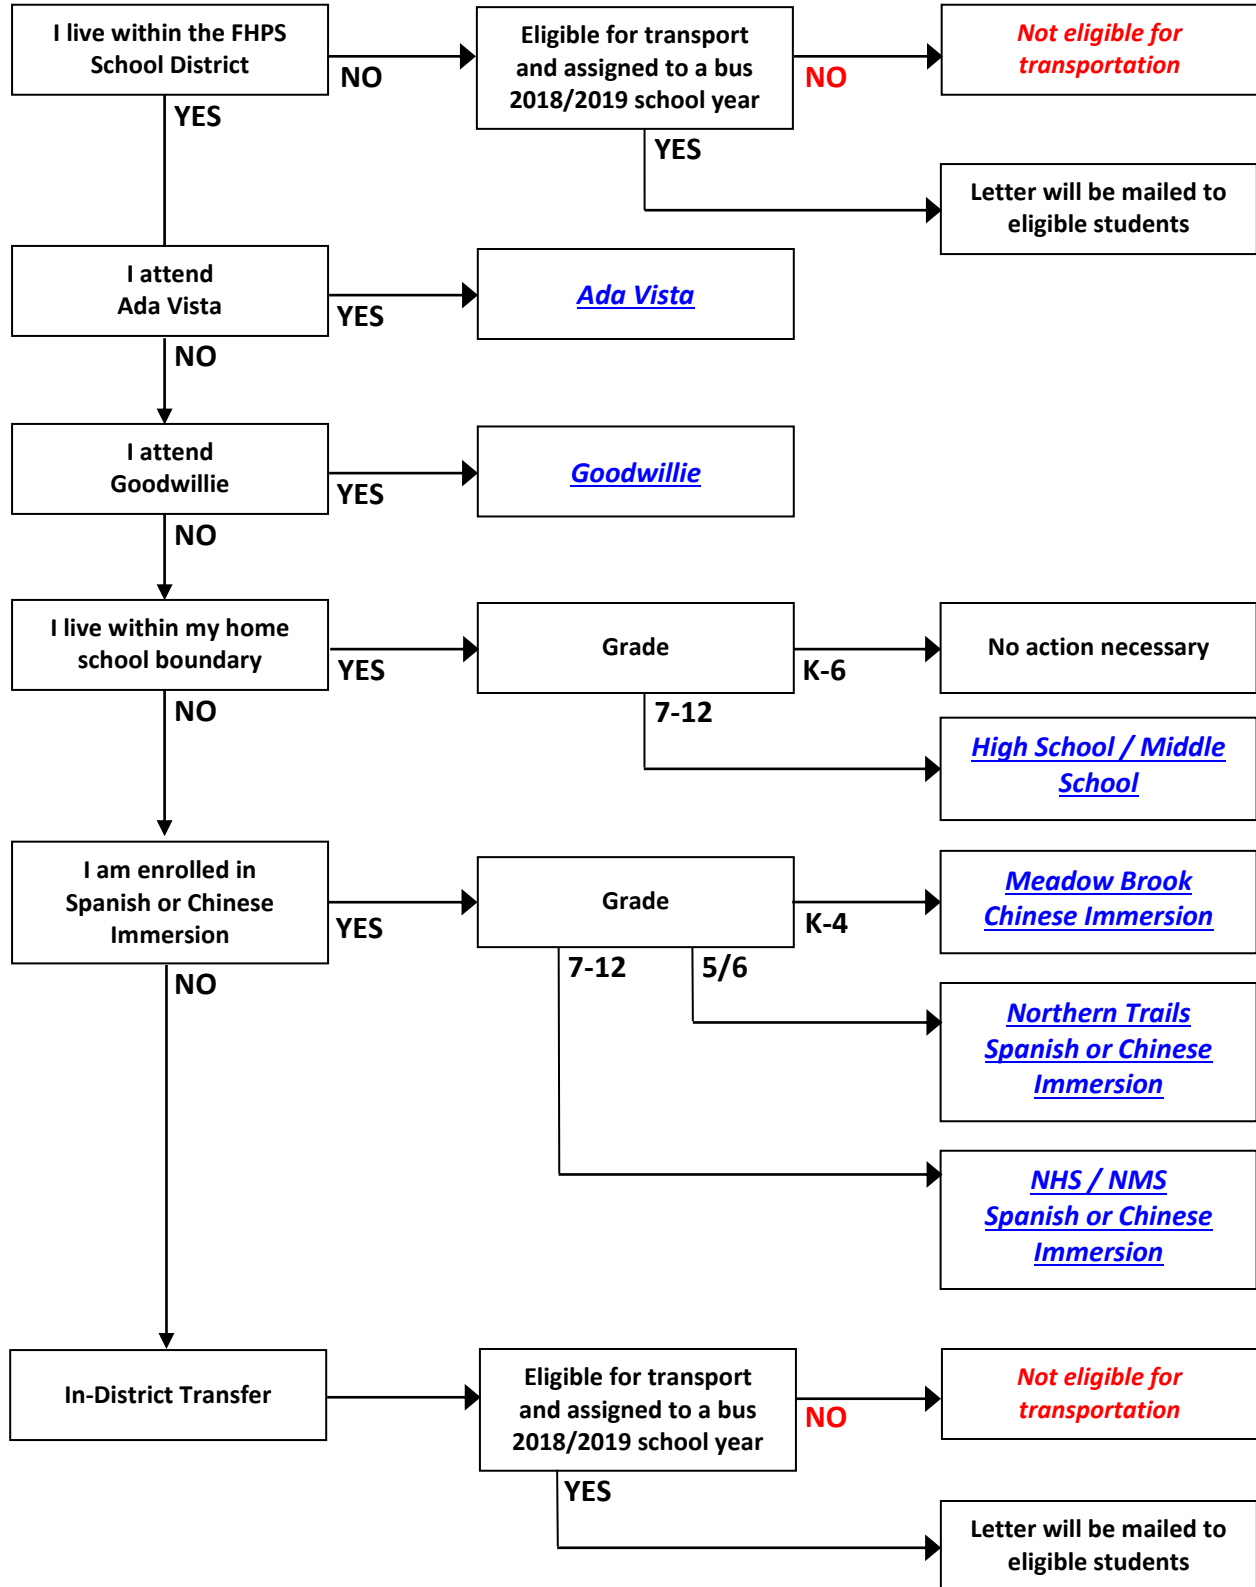 I live within the FHPS
School District
NO
Eligible for transport
and assigned to a bus
2018/2019 school year
NO
Not eligible for
transportation
YES
YES
Letter will be mailed to
eligible students
I attend
Ada Vista
YES
Ada Vista
NO
I attend
Goodwillie
YES
Goodwillie
NO
I live within my home
school boundary
YES
Grade
K-6
No action necessary
NO
7-12
High School / Middle
School
I am enrolled in
Spanish or Chinese
Immersion
YES
Grade
K-4
Meadow Brook
Chinese Immersion
NO
7-12
5/6
Northern Trails
Spanish or Chinese
Immersion
NHS / NMS
Spanish or Chinese
Immersion
In-District Transfer
Eligible for transport
and assigned to a bus
2018/2019 school year
NO
Not eligible for
transportation
YES
Letter will be mailed to
eligible students